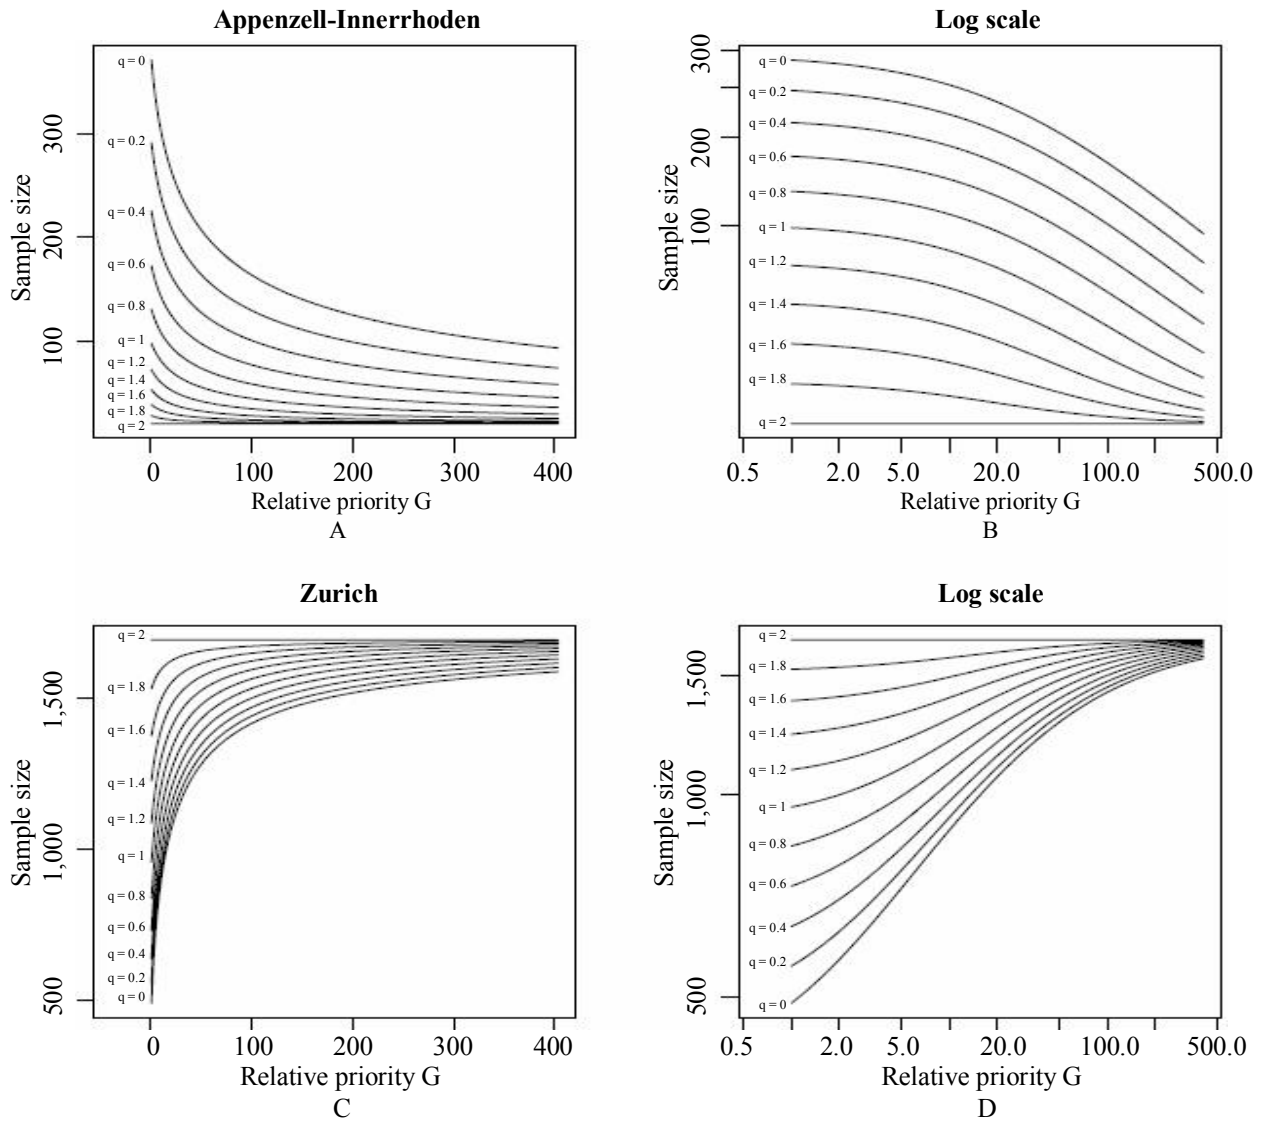 Appenzell-Innerrhoden
Sample size
300
200
100
q = 0
q = 0.2
q = 0.4
q = 0.6
q = 0.8
q = 1
q = 1.2
q = 1.4
q = 1.6
q = 1.8
q = 2
0 100 200 300 400
Relative priority G
A
Log scale
Sample size
300
200
100
q = 0
q = 0.2
q = 0.4
q = 0.6
q = 0.8
q = 1
q = 1.2
q = 1.4
q = 1.6
q = 1.8
q = 2
0.5 2.0 5.0 20.0 100.0 500.0
Relative priority G
B
Zurich
Sample size
1,500
1,000
500
q = 2
q = 1.8
q = 1.6
q = 1.4
q = 1.2
q = 1
q = 0.8
q = 0.6
q = 0.4
q = 0.2
q = 0
0 100 200 300 400
Relative priority G
C
Log scale
Sample size
1,500
1,000
500
q = 2
q = 1.8
q = 1.6
q = 1.4
q = 1.2
q = 1
q = 0.8
q = 0.6
q = 0.4
q = 0.2
q = 0
0.5 2.0 5.0 20.0 100.0 500.0
Relative priority G
D